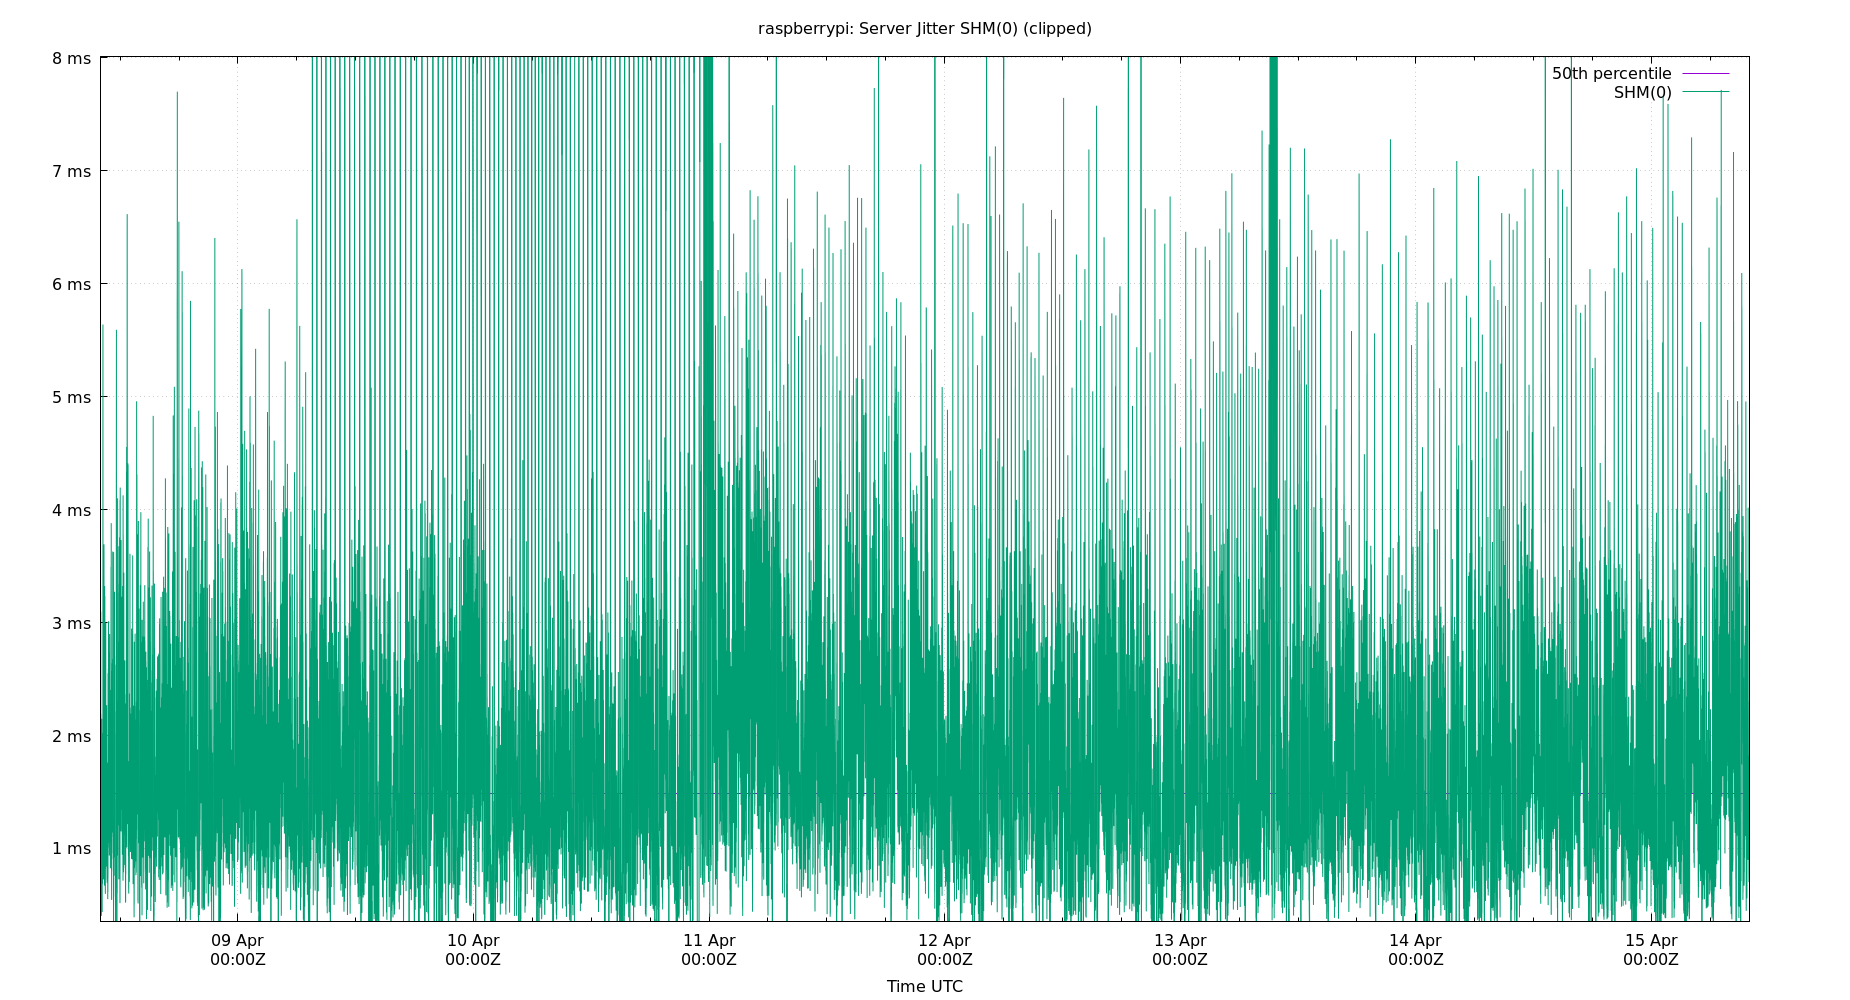 raspberrypi: Server Jitter SHM(0) (clipped)
8 ms
7 ms
6 ms
5 ms
4 ms
3 ms
2 ms
1 ms
50th percentile
SHM(0)
09 Apr
00:00Z
10 Apr
00:00Z
11 Apr
00:00Z
12 Apr
00:00Z
13 Apr
00:00Z
14 Apr
00:00Z
15 Apr
00:00Z
Time UTC